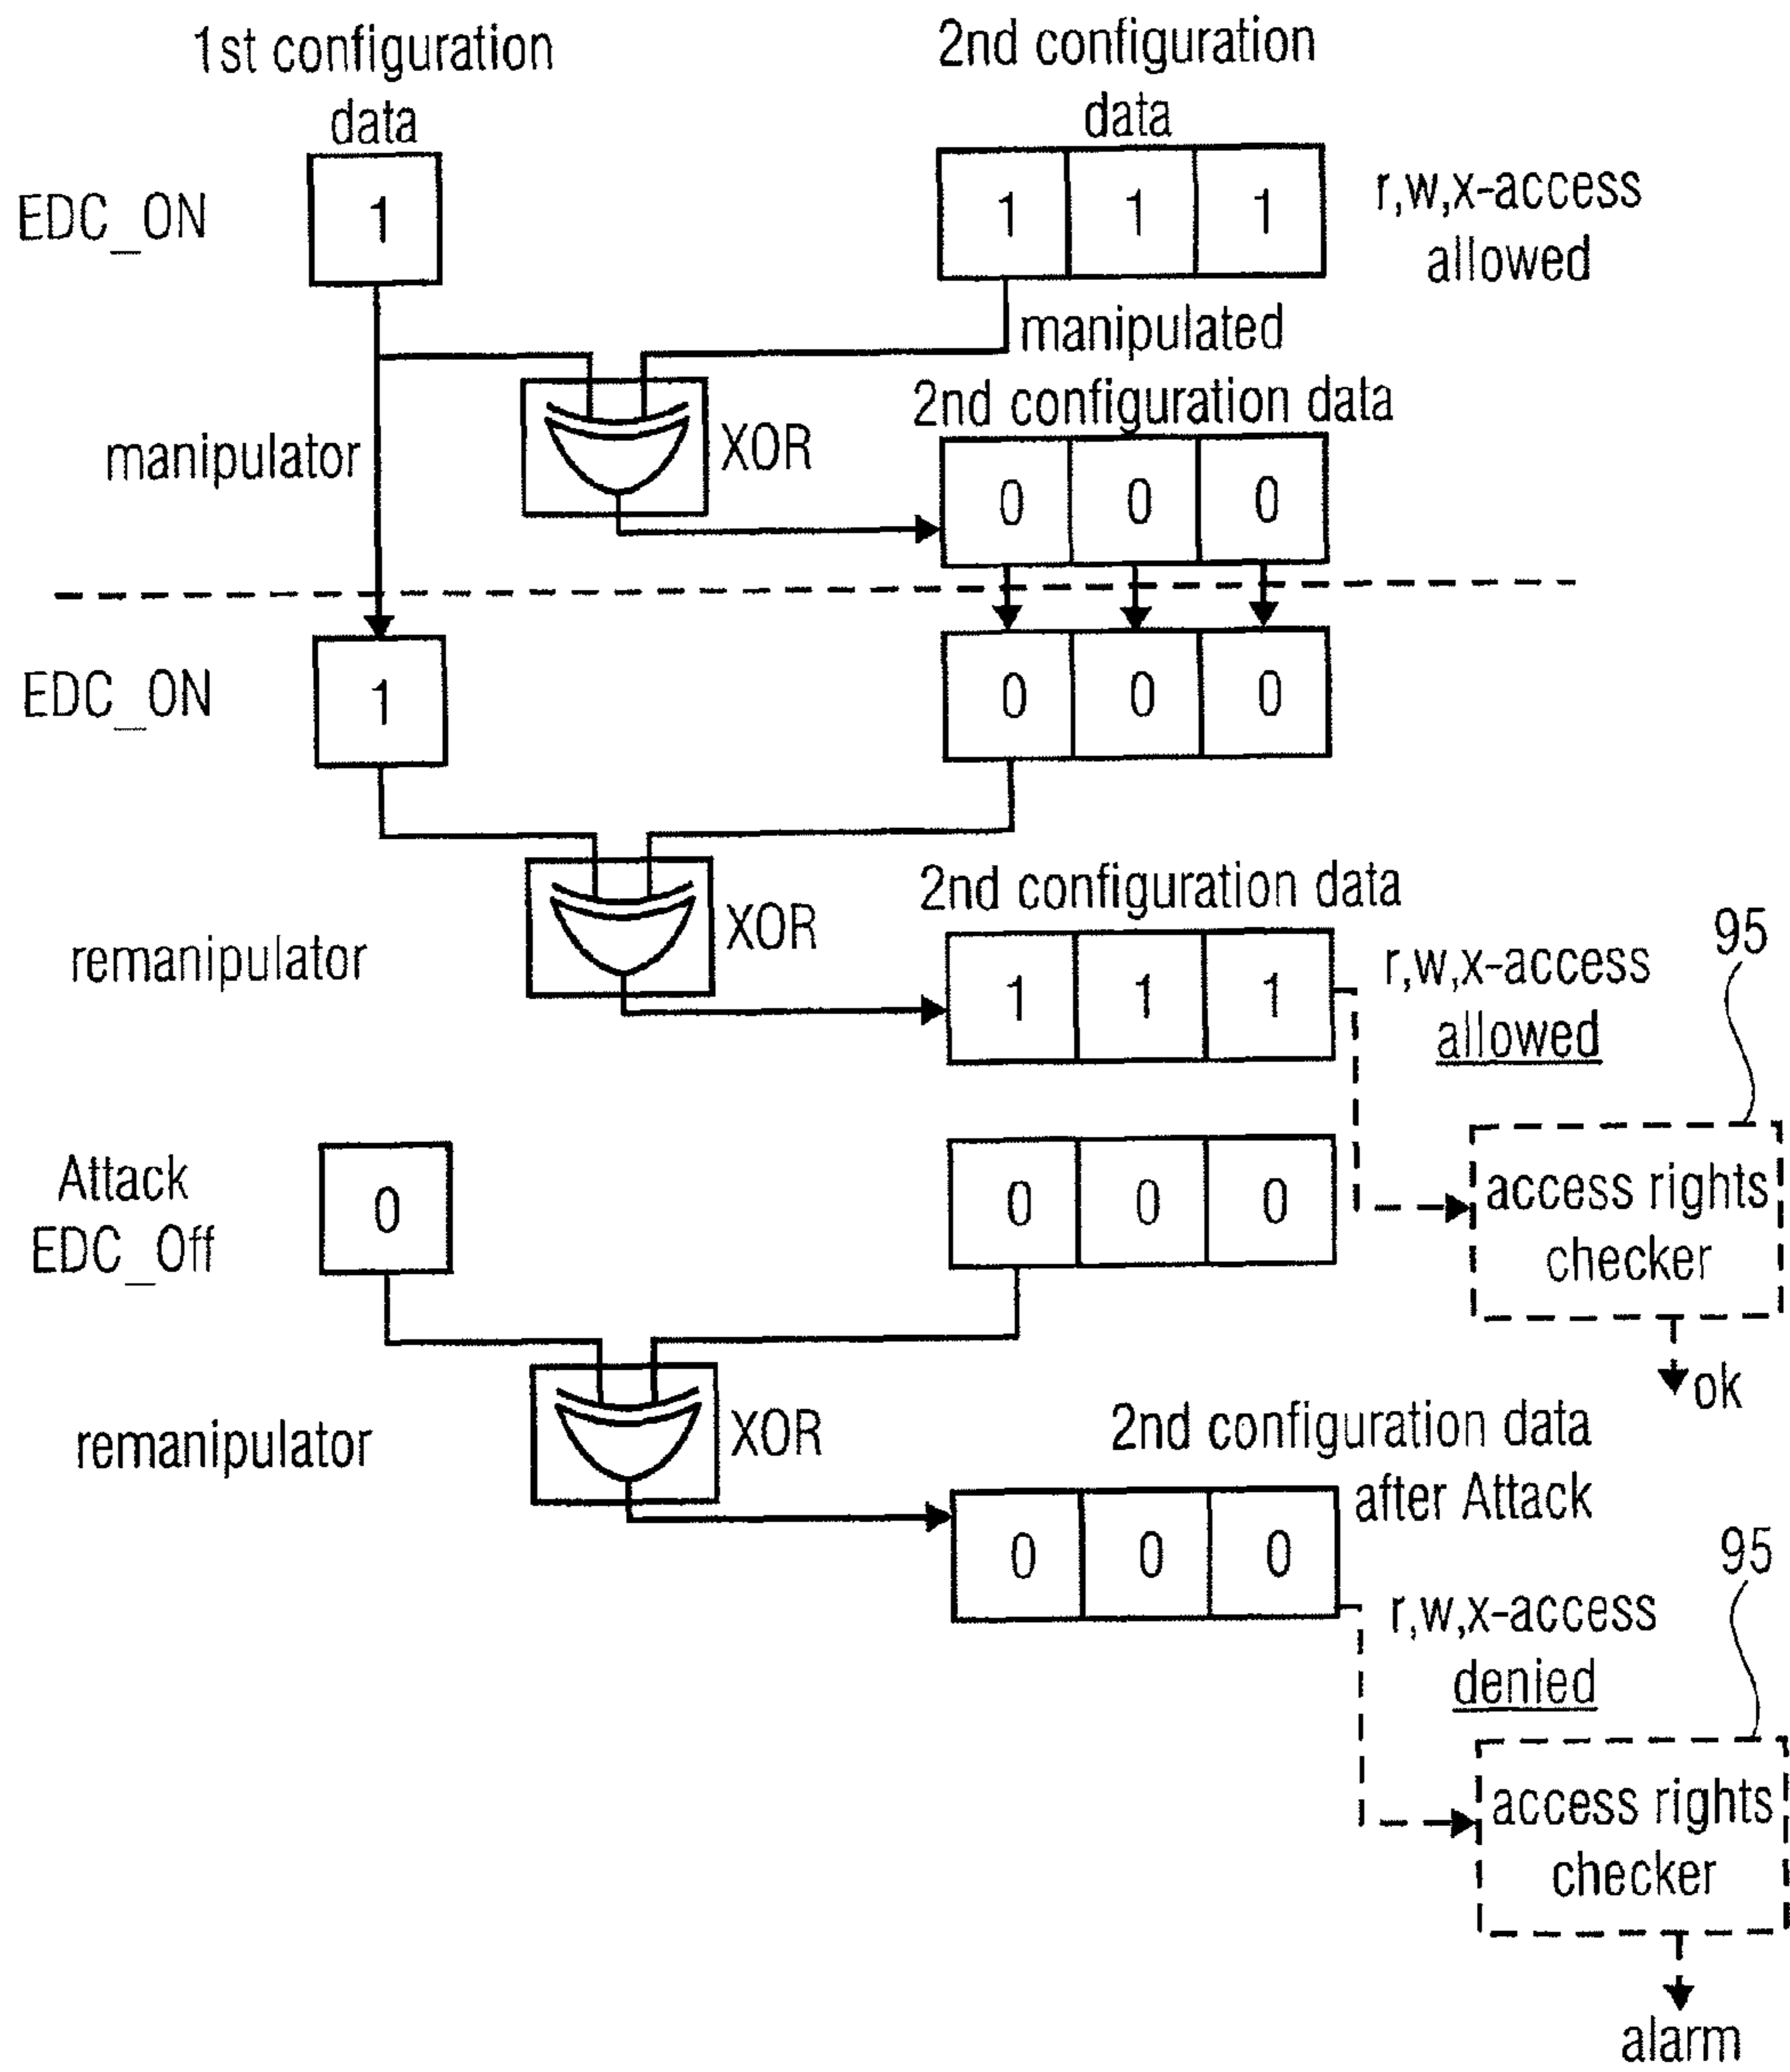 1st configuration
data
2nd configuration
data
EDC_ON
1
1 1 1
r,w,x-access
allowed
manipulated
2nd configuration data
manipulator
XOR
0 0 0
EDC_ON
1
0 0 0
remanipulator
XOR
2nd configuration data
1 1 1
r,w,x-access
allowed
95
Attack
EDC_Off
0
0 0 0
access rights
checker
ok
remanipulator
XOR
2nd configuration data
after Attack
0 0 0
r,w,x-access
denied
95
access rights
checker
alarm